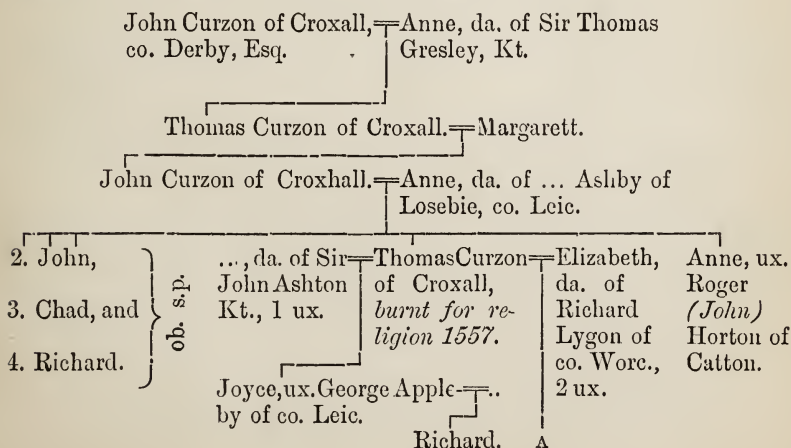 John Curzon of Croxall,
co. Derby, Esq.
Anne, da. of Sir Thomas
Gresley, Kt.
Thomas Curzon of Croxall.
Margarett.
John Curzon of Croxhall.
Anne, da. of ... Ashby of
Losebie, co. Leic.
2. John,
3. Chad, and
4. Richard.
ob. s.p.
..., da. of Sir
John Ashton
Kt., 1 ux.
Thomas Curzon
of Croxall,
burnt for re-
ligion 1557.
Elizabeth,
da. of
Richard
Lygon of
co. Worc.,
2 ux.
Anne, ux.
Roger
(John)
Horton of
Catton.
Joyce, ux. George Apple-
by of co. Leic.
..
Richard.
A